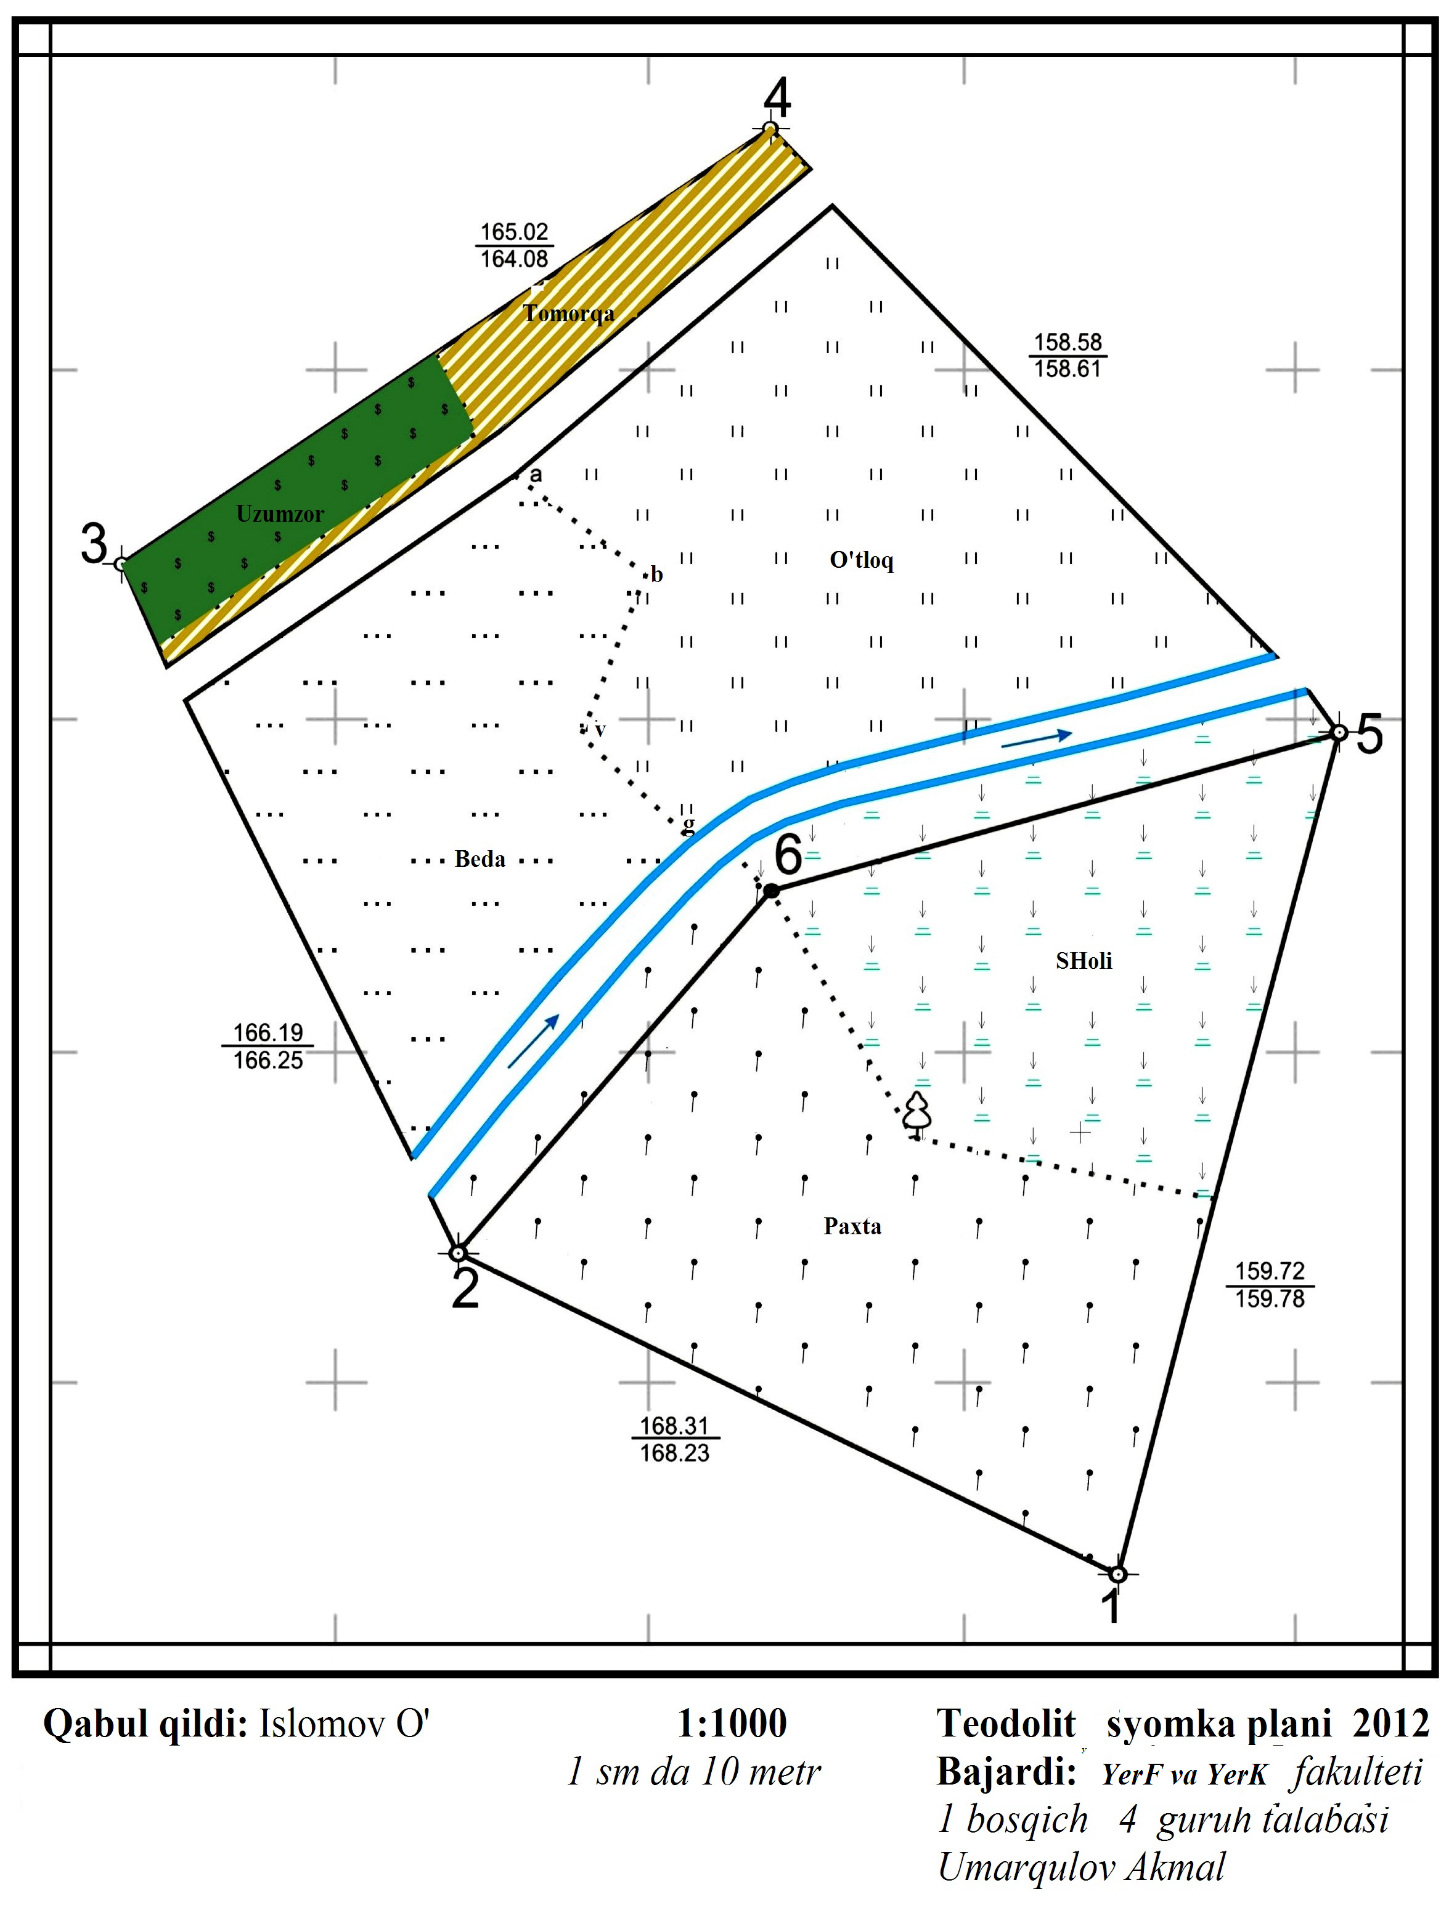 4
165.02
164.08
Tomorqa
158.58
158.61
a
Uzumzor
3
O'tloq
b
v
5
g
6
Beda
SHoli
166.19
166.25
Paxta
2
159.72
159.78
168.31
168.23
1
Qabul qildi: Islomov O'
1:1000
1 sm da 10 metr
Teodolit syomka plani 2012
Bajardi: YerF va YerK fakulteti
1 bosqich 4 guruh talabasi
Umarqulov Akmal